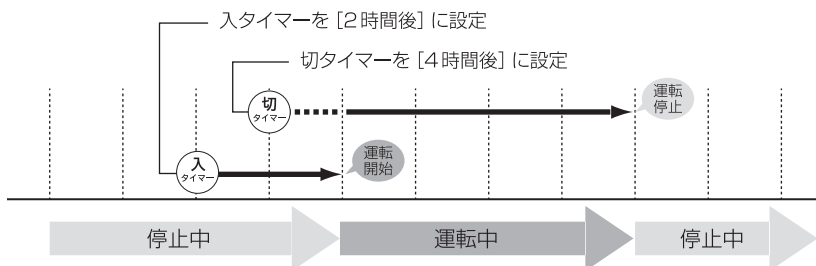 入タイマーを［2時間後］に設定
切タイマーを［4時間後］に設定
切
タイマー
運転
停止
入
タイマー
運転
開始
停止中
運転中
停止中